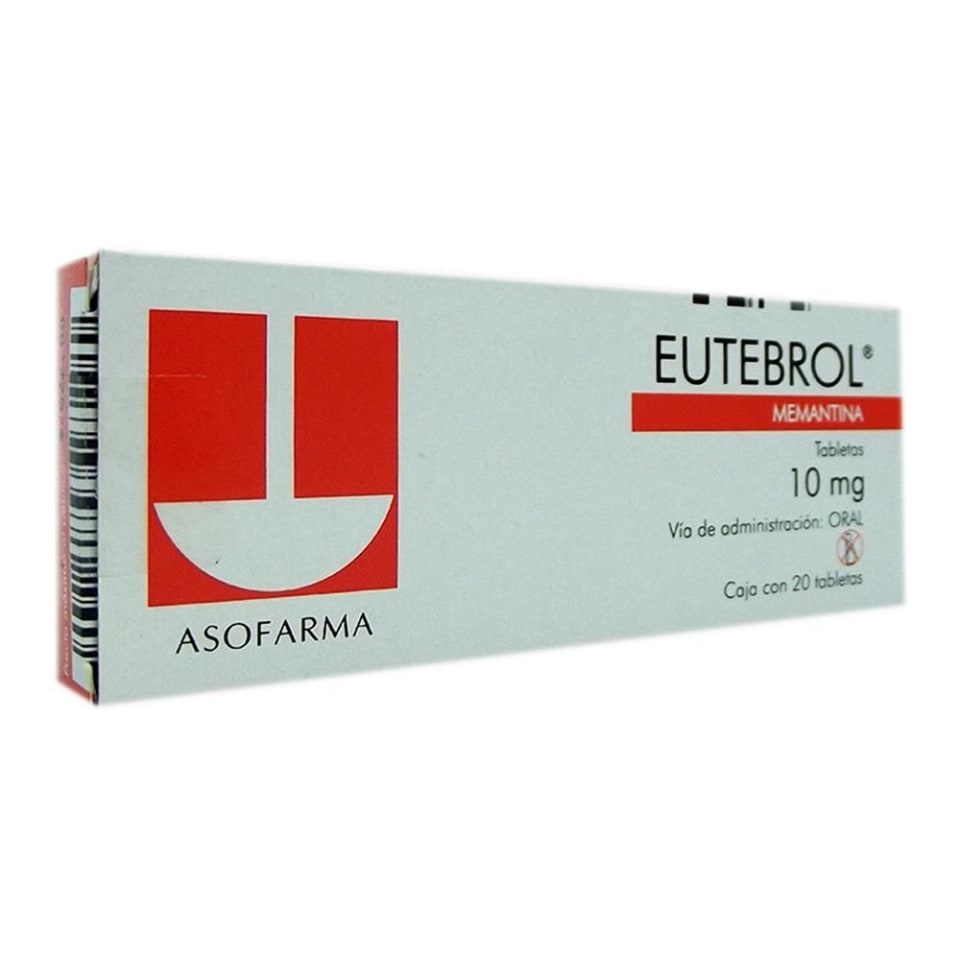 EUTEBROL®
MEMANTINA
Tabletas
10 mg
Vía de administración: ORAL
Caja con 20 tabletas
ASOFARMA